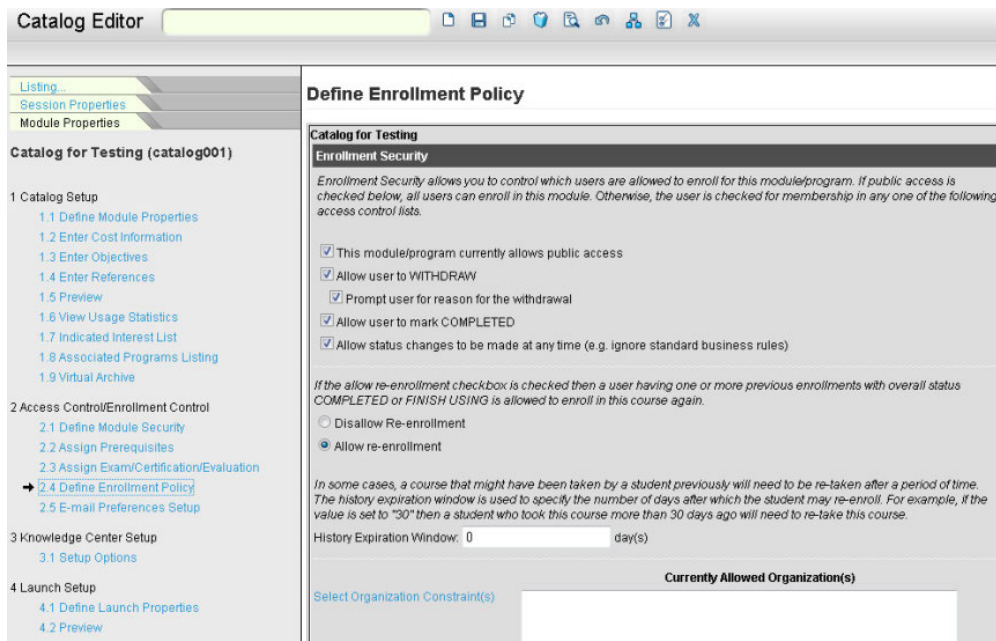 Catalog Editor
Listing...
Session Properties
Module Properties
Catalog for Testing (catalog001)
1 Catalog Setup
1.1 Define Module Properties
1.2 Enter Cost Information
1.3 Enter Objectives
1.4 Enter References
1.5 Preview
1.6 View Usage Statistics
1.7 Indicated Interest List
1.8 Associated Programs Listing
1.9 Virtual Archive
2 Access Control/Enrollment Control
2.1 Define Module Security
2.2 Assign Prerequisites
2.3 Assign Exam/Certification/Evaluation
2.4 Define Enrollment Policy
2.5 E-mail Preferences Setup
3 Knowledge Center Setup
3.1 Setup Options
4 Launch Setup
4.1 Define Launch Properties
4.2 Preview
Define Enrollment Policy
Catalog for Testing
Enrollment Security
Enrollment Security allows you to control which users are allowed to enroll for this module/program. If public access is
checked below, all users can enroll in this module. Otherwise, the user is checked for membership in any one of the following
access control lists.
This module/program currently allows public access
Allow user to WITHDRAW
Prompt user for reason for the withdrawal
Allow user to mark COMPLETED
Allow status changes to be made at any time (e.g. ignore standard business rules)
If the allow re-enrollment checkbox is checked then a user having one or more previous enrollments with overall status
COMPLETED or FINISH USING is allowed to enroll in this course again.
Disallow Re-enrollment
Allow re-enrollment
In some cases, a course that might have been taken by a student previously will need to be re-taken after a period of time.
The history expiration window is used to specify the number of days after which the student may re-enroll. For example, if the
value is set to "30" then a student who took this course more than 30 days ago will need to re-take this course.
History Expiration Window: 0 day(s)
Currently Allowed Organization(s)
Select Organization Constraint(s)